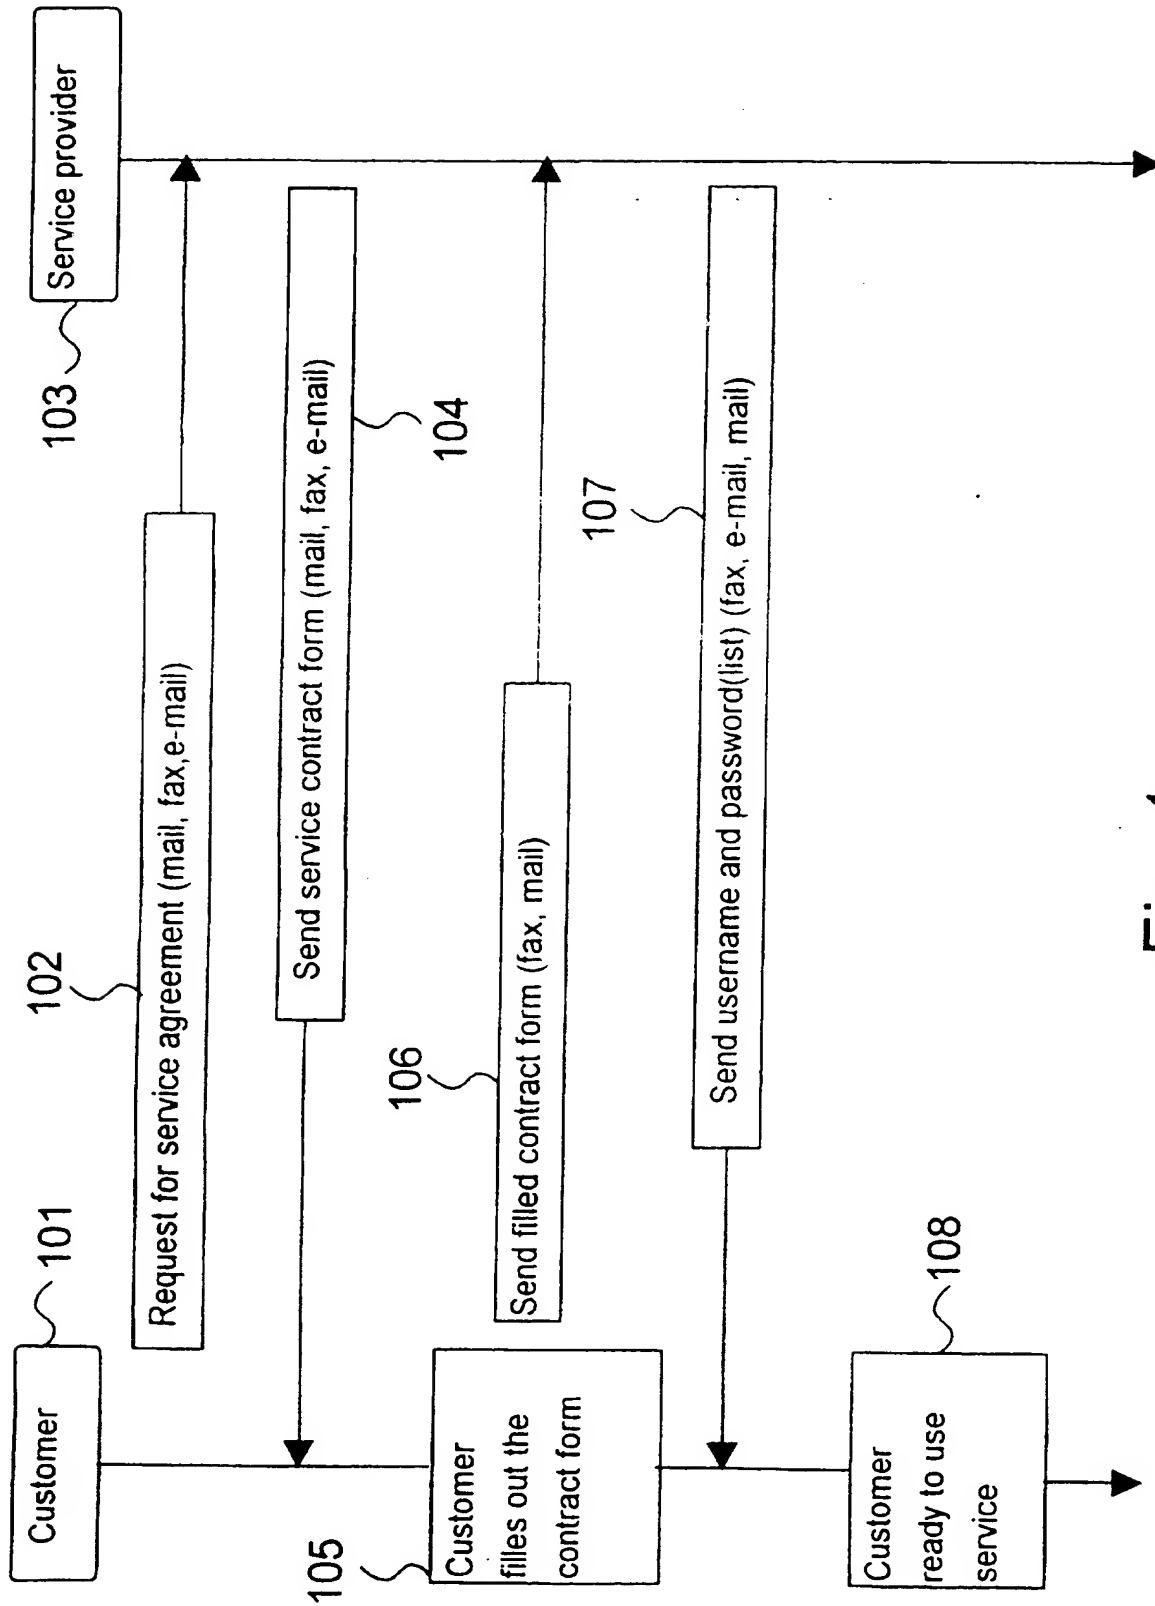 Customer
101
Service provider
103
102
Request for service agreement (mail, fax,e-mail)
Send service contract form (mail, fax, e-mail)
104
105
Customer
filles out the
contract form
106
Send filled contract form (fax, mail)
107
Send username and password(list) (fax, e-mail, mail)
108
Customer
ready to use
service